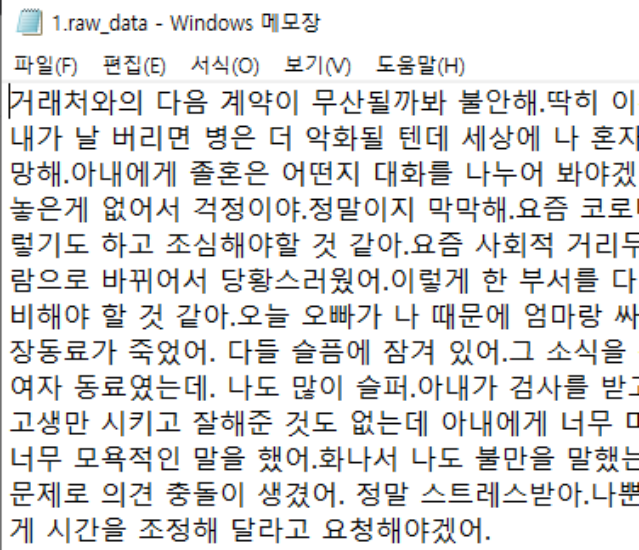 1.raw_data - Windows 메모장
파일(F) 편집(E) 서식(O) 보기(V) 도움말(H)
거래처와의 다음 계약이 무산될까봐 불안해.딱히 이
내가 날 버리면 병은 더 악화될 텐데 세상에 나 혼자
망해.아내에게 졸혼은 어떤지 대화를 나누어 봐야겠
놓은게 없어서 걱정이야.정말이지 막막해.요즘 코로나
렇기도 하고 조심해야할 것 같아.요즘 사회적 거리두
람으로 바뀌어서 당황스러웠어.이렇게 한 부서를 다
비해야 할 것 같아.오늘 오빠가 나 때문에 엄마랑 싸
장동료가 죽었어. 다들 슬픔에 잠겨 있어.그 소식을
여자 동료였는데. 나도 많이 슬퍼.아내가 검사를 받고
고생만 시키고 잘해준 것도 없는데 아내에게 너무 미
너무 모욕적인 말을 했어.화나서 나도 불만을 말했는
문제로 의견 충돌이 생겼어. 정말 스트레스받아.나뿐
게 시간을 조정해 달라고 요청해야겠어.